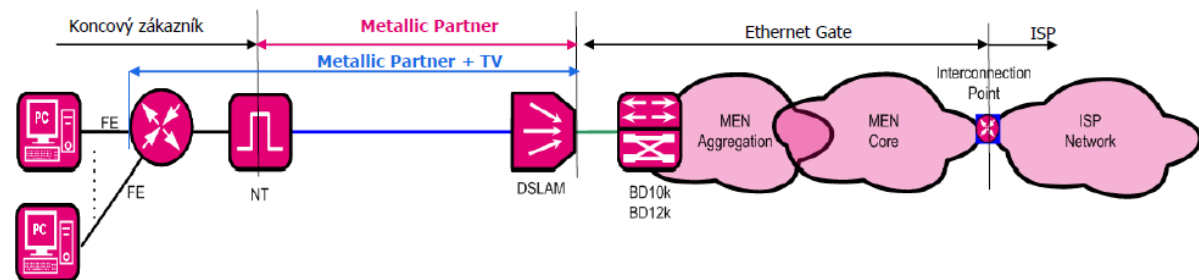 Koncový zákazník
Metallic Partner
Ethernet Gate
ISP
Metallic Partner + TV
Interconnection
Point
PC
FE
MEN
Aggregation
MEN
Core
ISP
Network
FE
NT
DSLAM
BD10k
BD12k
PC